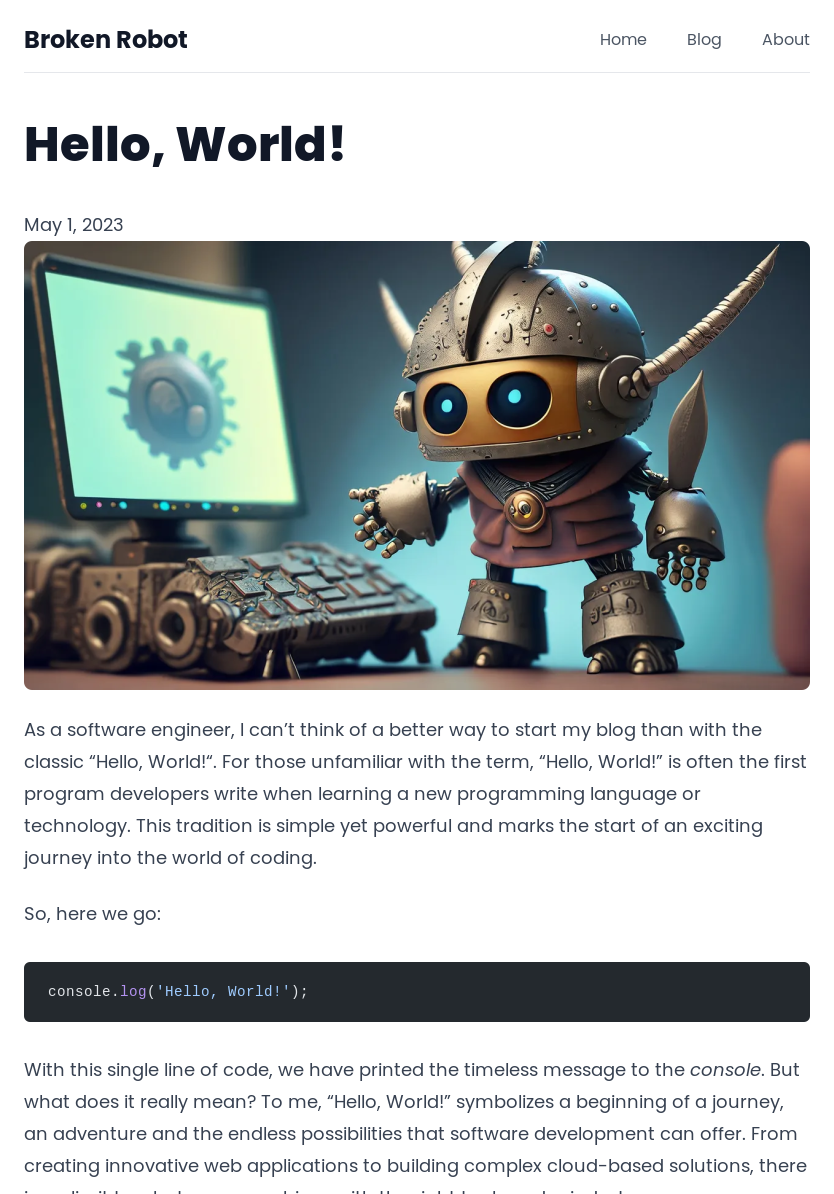 Broken Robot
Home Blog About
Hello, World!
May 1, 2023
As a software engineer, I can’t think of a better way to start my blog than with the
classic “Hello, World!“. For those unfamiliar with the term, “Hello, World!” is often the first
program developers write when learning a new programming language or
technology. This tradition is simple yet powerful and marks the start of an exciting
journey into the world of coding.
So, here we go:
console.log('Hello, World!');
With this single line of code, we have printed the timeless message to the console. But
what does it really mean? To me, “Hello, World!” symbolizes a beginning of a journey,
an adventure and the endless possibilities that software development can offer. From
creating innovative web applications to building complex cloud-based solutions, there